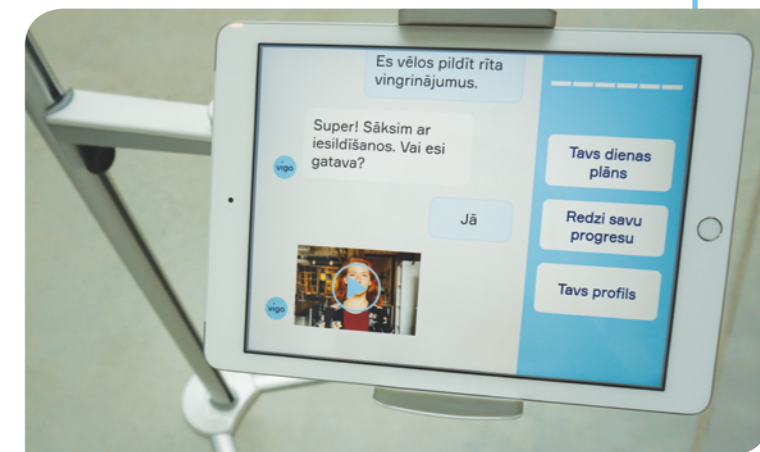 Es vēlos pildīt rīta
vingrinājumus.
Super! Sāksim ar
iesildīšanos. Vai esi
gatava?
vigo
Jā
vigo
Tavs dienas
plāns
Redzi savu
progresu
Tavs profils